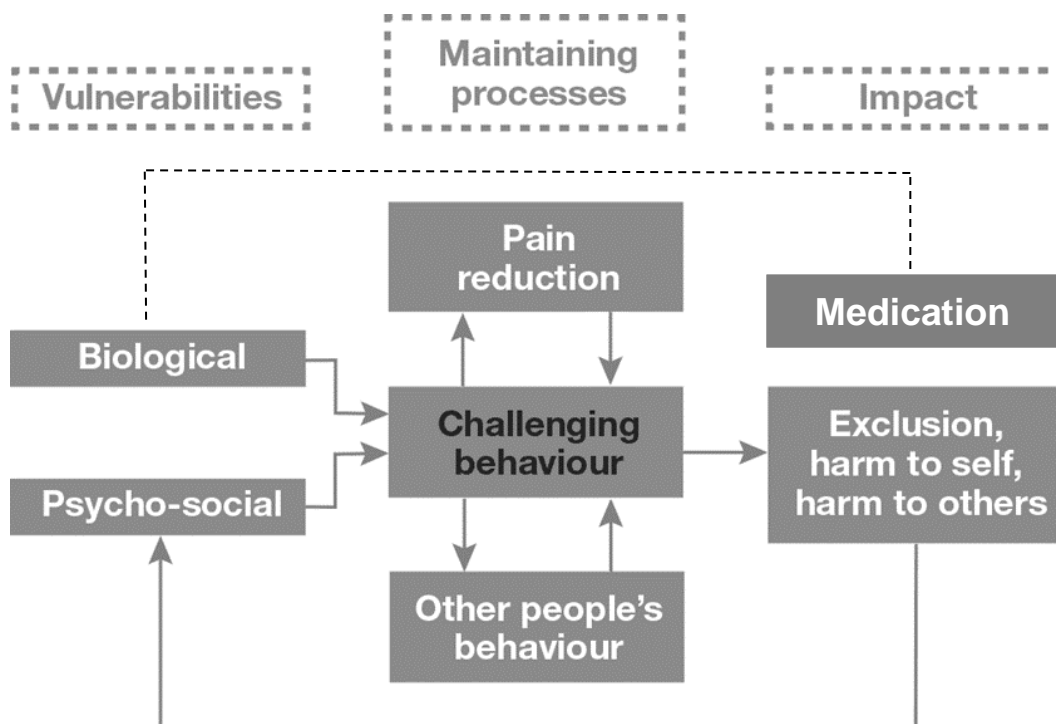 Vulnerabilities
Maintaining
processes
Impact
Pain
reduction
Medication
Biological
Challenging
behaviour
Exclusion,
harm to self,
harm to others
Psycho-social
Other people's
behaviour